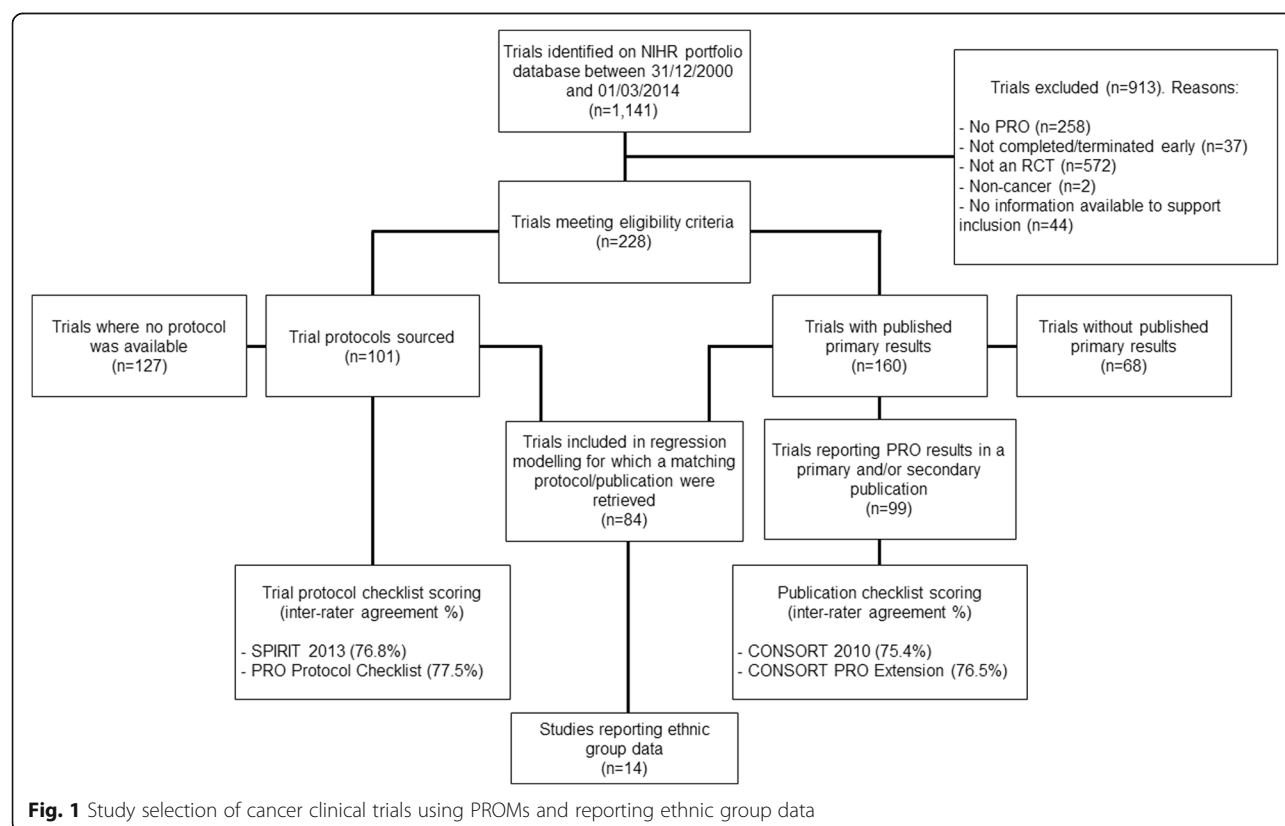 Trials identified on NIHR portfolio
database between 31/12/2000
and 01/03/2014
(n=1,141)
Trials excluded (n=913). Reasons:
- No PRO (n=258)
- Not completed/terminated early (n=37)
- Not an RCT (n=572)
- Non-cancer (n=2)
- No information available to support
inclusion (n=44)
Trials meeting eligibility criteria
(n=228)
Trials where no protocol
was available
(n=127)
Trial protocols sourced
(n=101)
Trials with published
primary results
(n=160)
Trials without published
primary results
(n=68)
Trials included in regression
modelling for which a matching
protocol/publication were
retrieved
(n=84)
Trials reporting PRO results in a
primary and/or secondary
publication
(n=99)
Trial protocol checklist scoring
(inter-rater agreement %)
- SPIRIT 2013 (76.8%)
- PRO Protocol Checklist (77.5%)
Publication checklist scoring
(inter-rater agreement %)
- CONSORT 2010 (75.4%)
- CONSORT PRO Extension (76.5%)
Studies reporting ethnic
group data
(n=14)
Fig. 1 Study selection of cancer clinical trials using PROMs and reporting ethnic group data